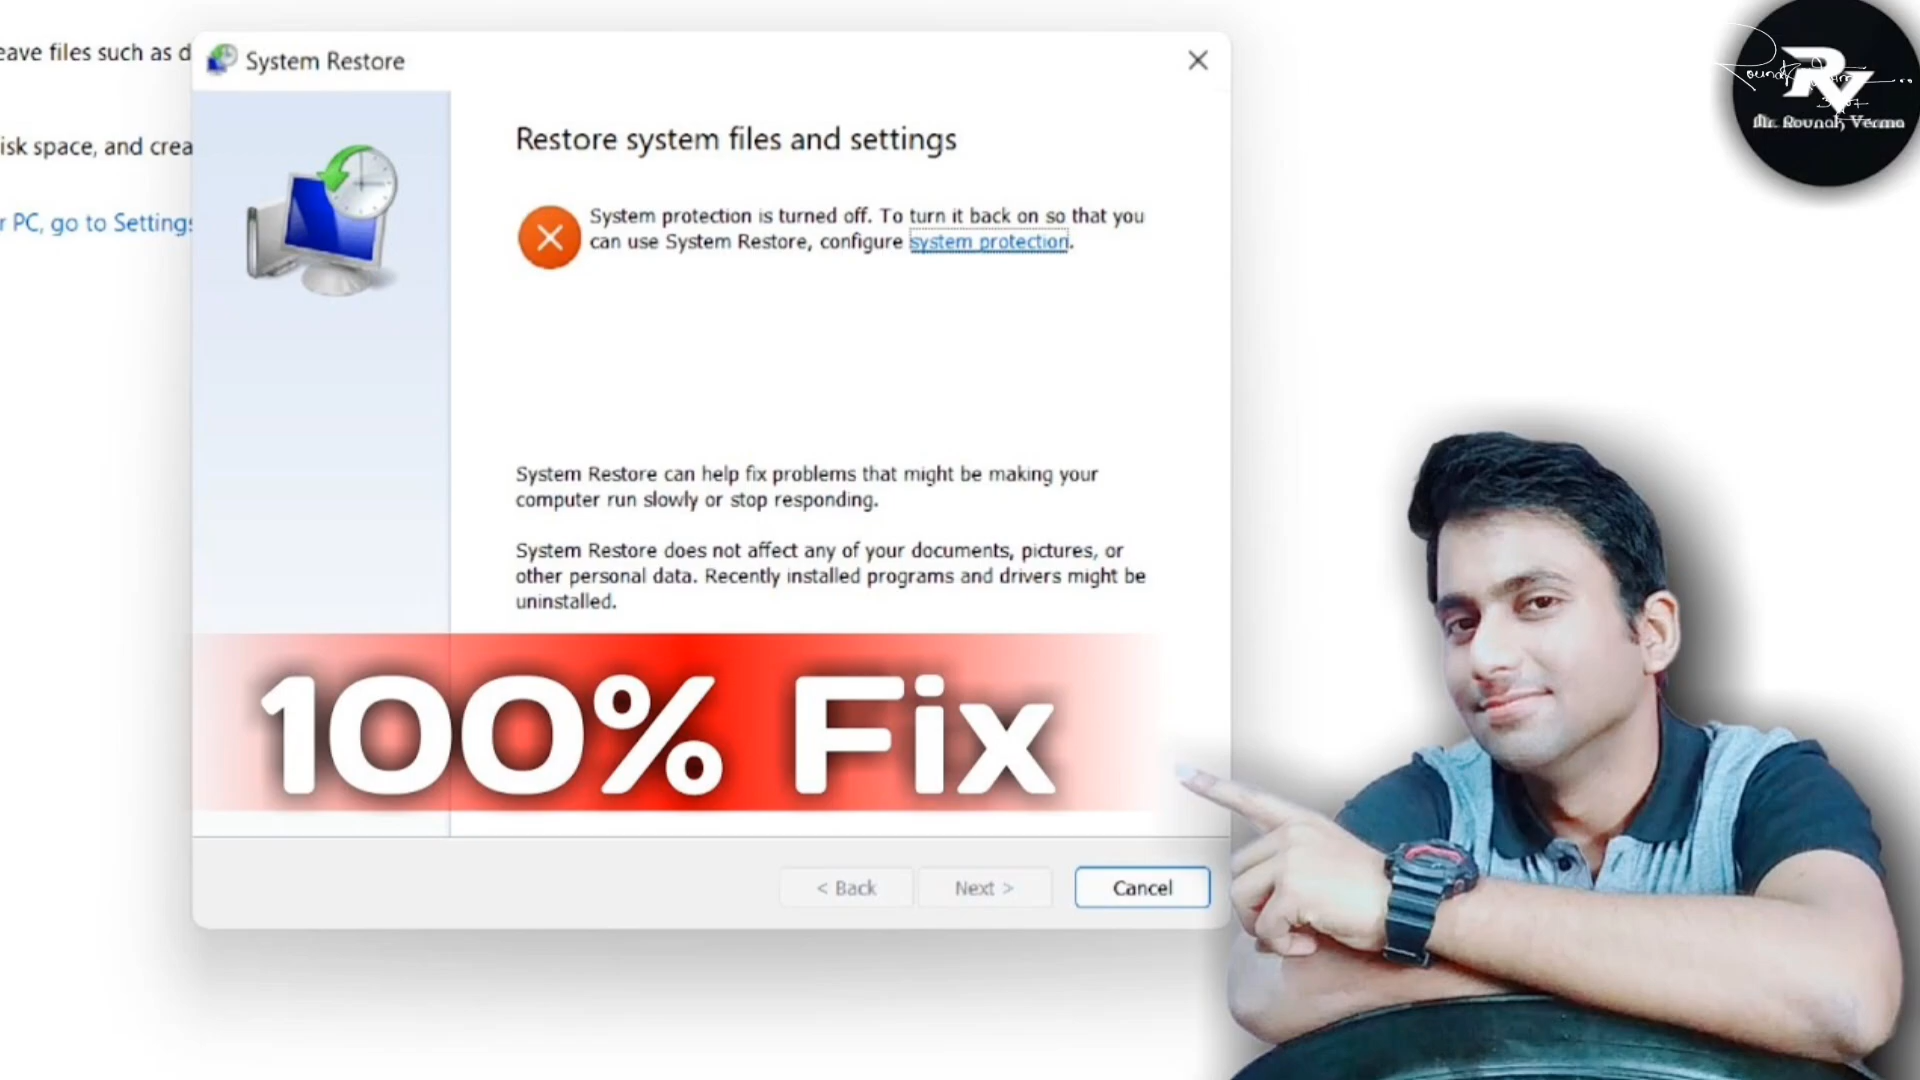 eave files such as d
System Restore
isk space, and crea
r PC, go to Settings
Restore system files and settings
System protection is turned off. To turn it back on so that you
can use System Restore, configure system protection.
System Restore can help fix problems that might be making your
computer run slowly or stop responding.
System Restore does not affect any of your documents, pictures, or
other personal data. Recently installed programs and drivers might be
uninstalled.
100% Fix
< Back
Next >
Cancel
RV
Mr. Rounak Verma